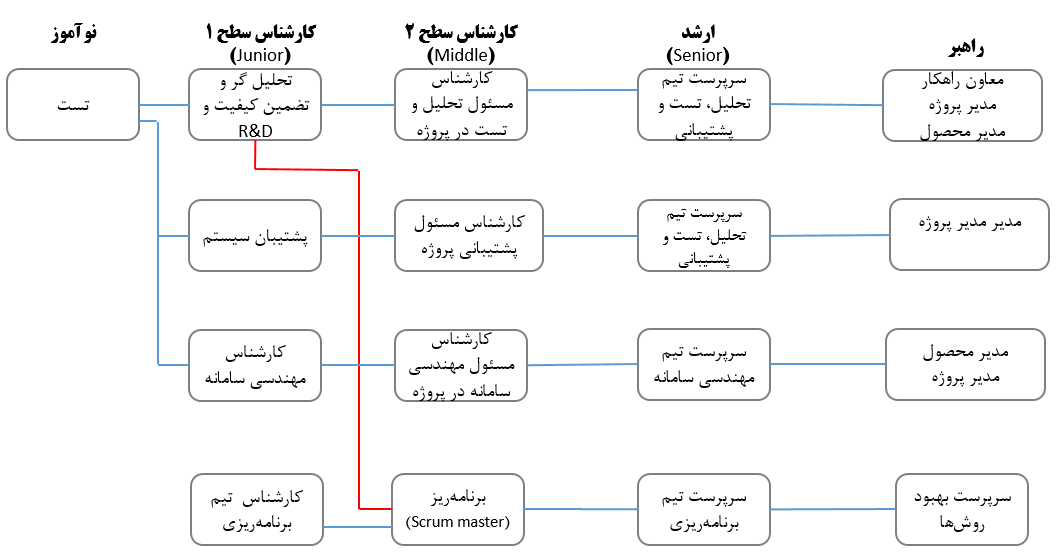 نوآموز
کارشناس سطح ۱
(Junior)
کارشناس سطح ۲
(Middle)
ارشد
(Senior)
راهبر
تست
تحلیل گر و
تضمین کیفیت و
R&D
کارشناس
مسئول تحلیل و
تست در پروژه
سرپرست تیم
تحلیل، تست و
پشتیبانی
معاون راهکار
مدیر پروژه
مدیر محصول
پشتیبان سیستم
کارشناس مسئول
پشتیبانی پروژه
سرپرست تیم
تحلیل، تست و
پشتیبانی
مدیر مدیر پروژه
کارشناس
مهندسی سامانه
کارشناس
مسئول مهندسی
سامانه در پروژه
سرپرست تیم
مهندسی سامانه
مدیر محصول
مدیر پروژه
کارشناس تیم
برنامه‌ریزی
برنامه‌ریز
(Scrum master)
سرپرست تیم
برنامه‌ریزی
سرپرست بهبود
روش‌ها